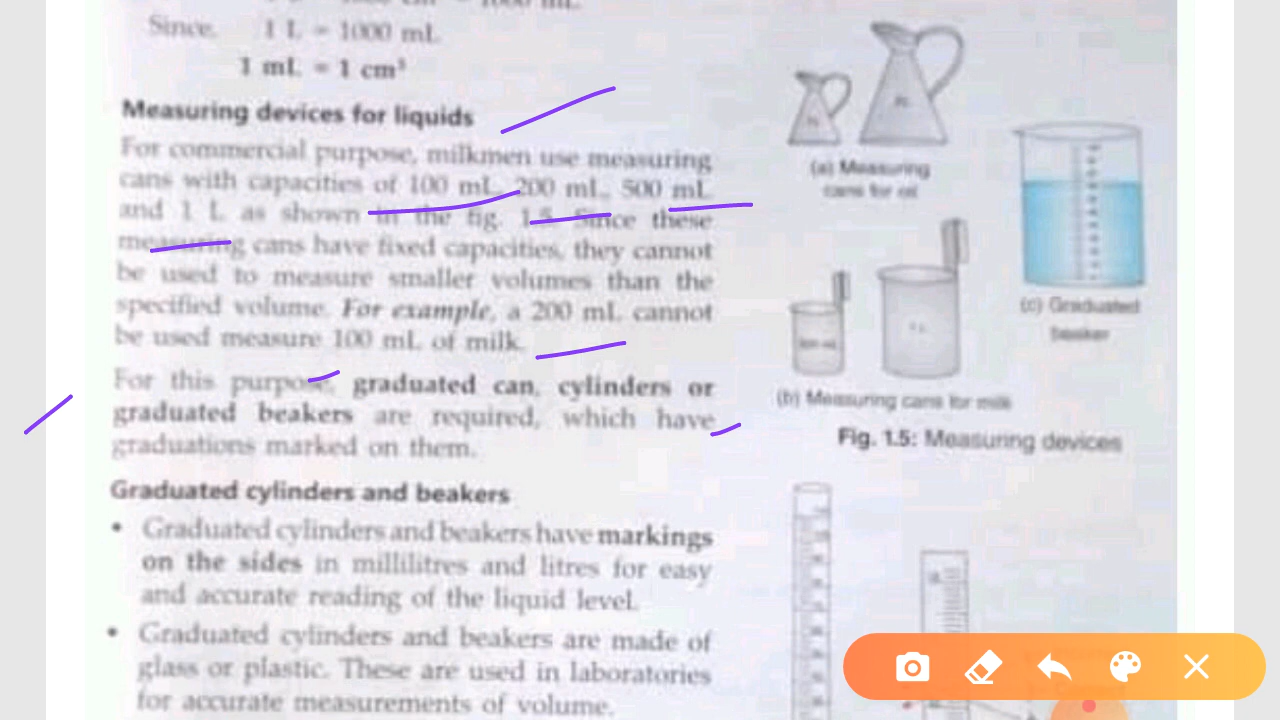 Since, 1 L = 1000 mL
1 mL = 1 cm³
Measuring devices for liquids
For commercial purpose, milkmen use measuring
cans with capacities of 100 mL, 200 mL, 500 mL
and 1 L as shown in the fig. 1.5. Since these
measuring cans have fixed capacities, they cannot
be used to measure smaller volumes than the
specified volume. For example, a 200 mL cannot
be used measure 100 mL of milk.
For this purpose, graduated can, cylinders or
graduated beakers are required, which have
graduations marked on them.
Graduated cylinders and beakers
• Graduated cylinders and beakers have markings
on the sides in millilitres and litres for easy
and accurate reading of the liquid level.
• Graduated cylinders and beakers are made of
glass or plastic. These are used in laboratories
for accurate measurements of volume.
(a) Measuring
cans for oil
(c) Graduated
beaker
(b) Measuring cans for milk
Fig. 1.5: Measuring devices